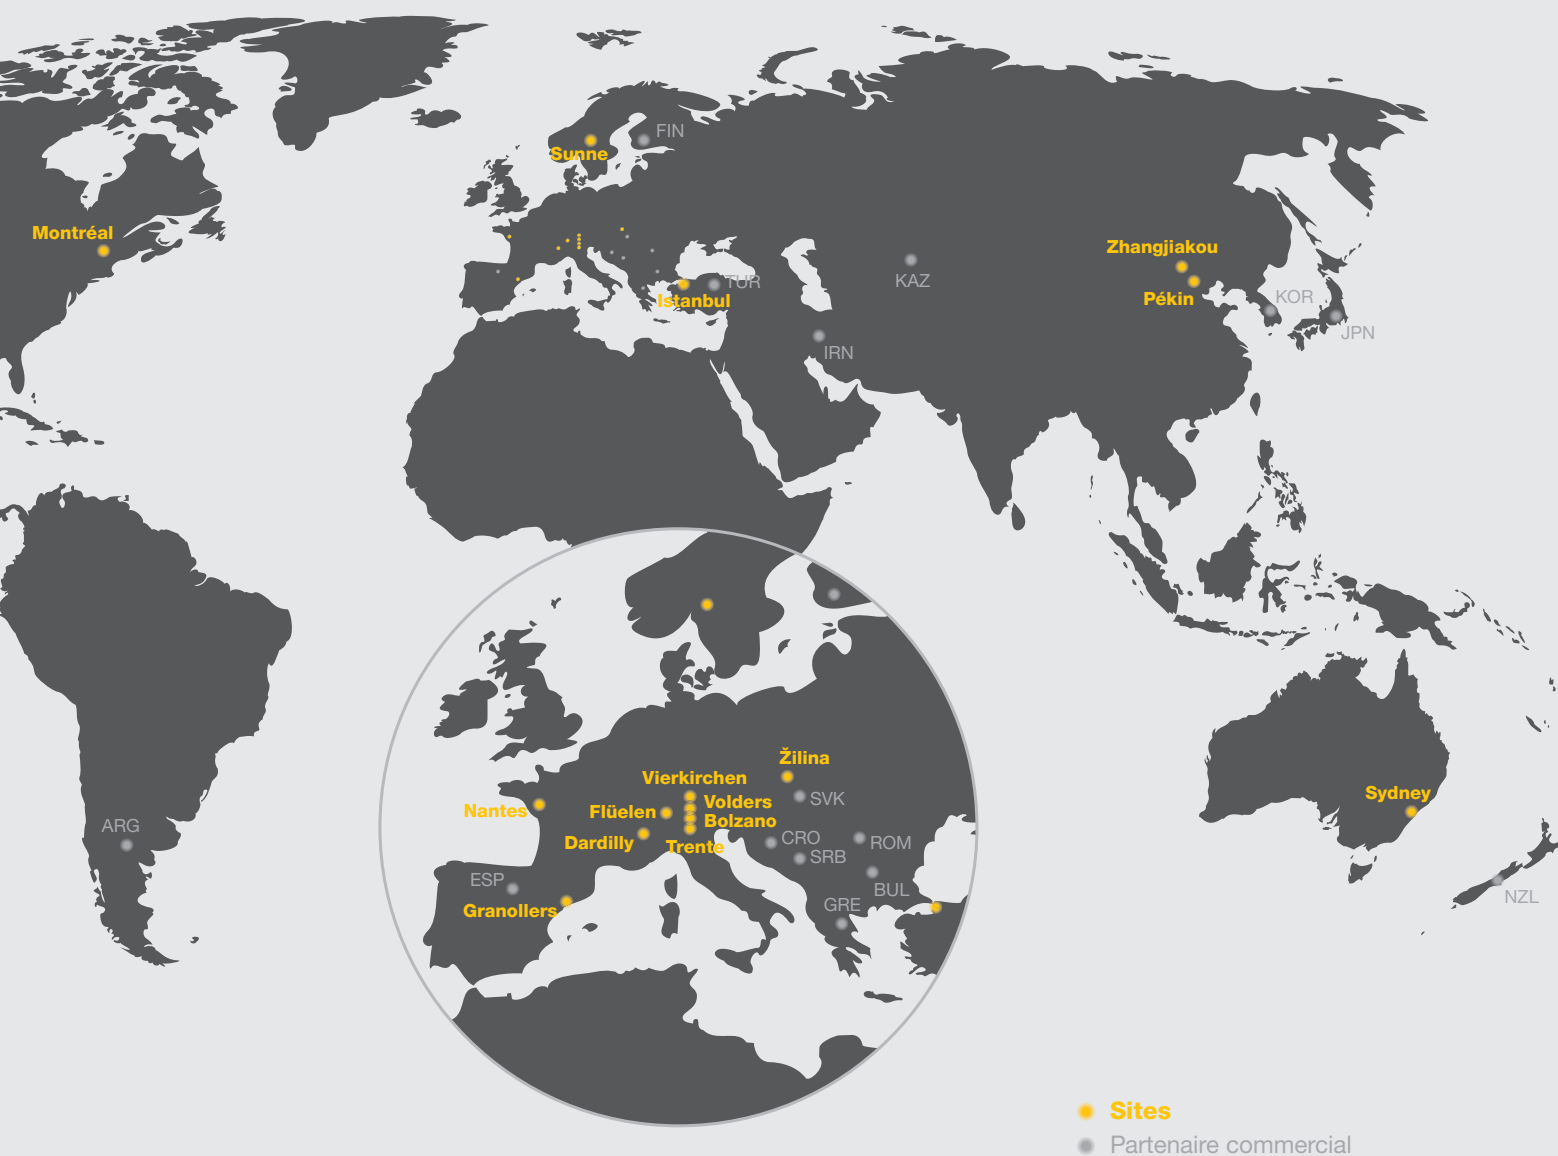 FIN
Sunne
Montréal
Zhangjiakou
KAZ
TUR
Istanbul
Pékin
KOR
JPN
IRN
Žilina
Vierkirchen
SVK
Volders
Nantes
Flüelen
Bolzano
Dardilly
Trente
CRO
ROM
SRB
ESP
BUL
GRE
Granollers
Sydney
ARG
NZL
Sites
Partenaire commercial